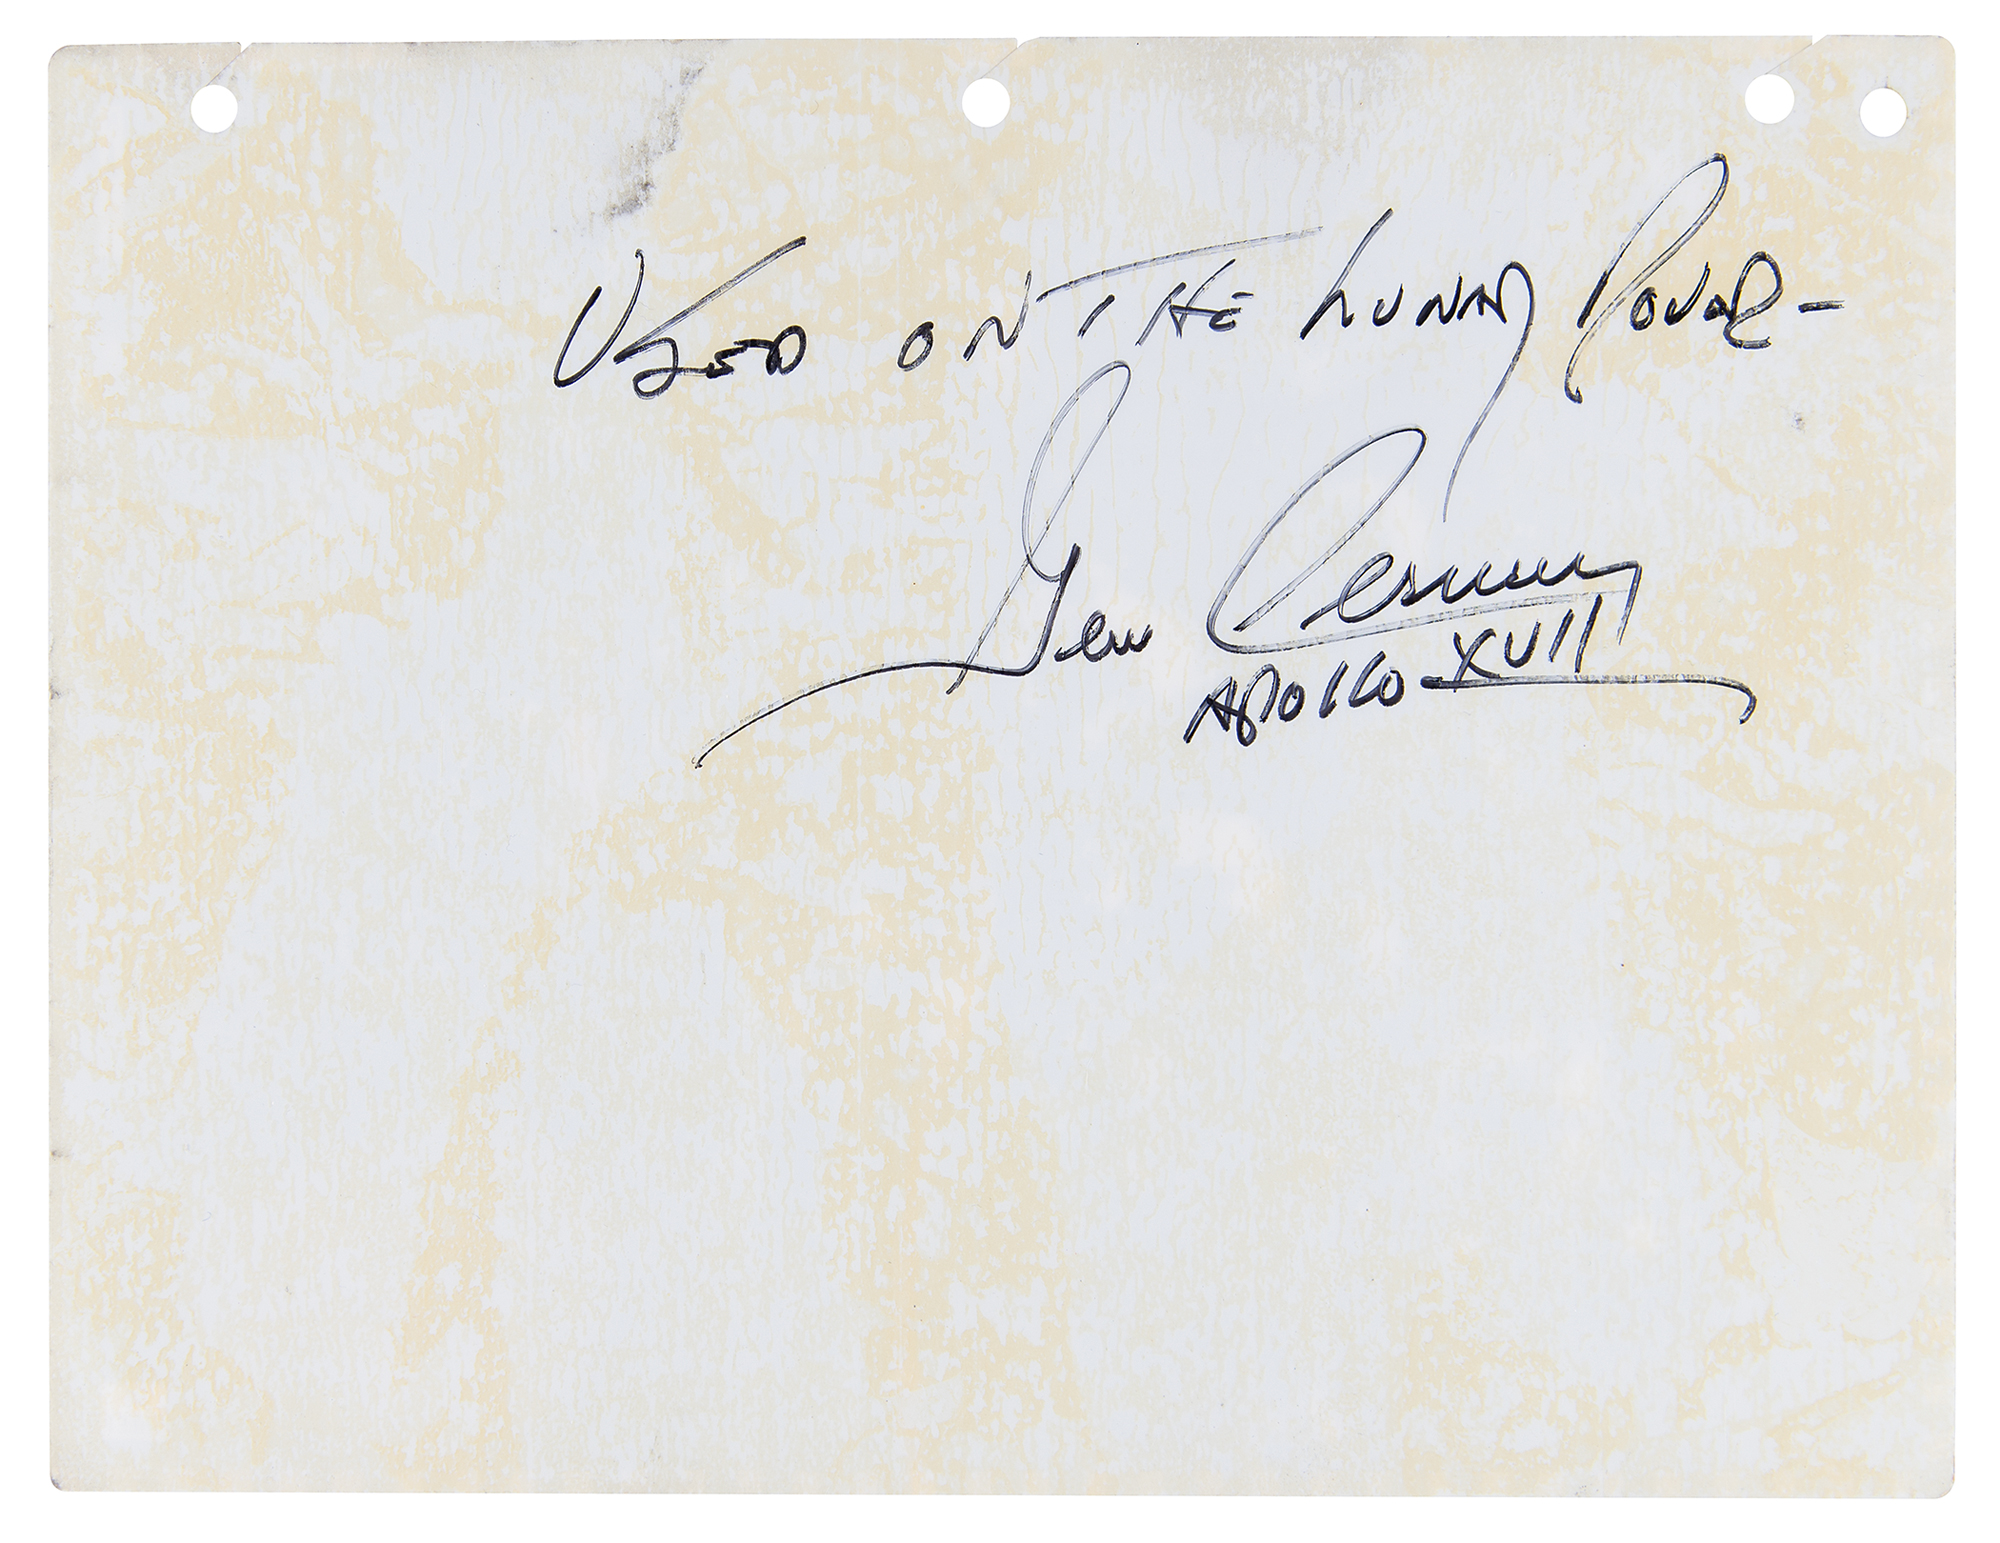 USED ON THE LUNAR ROVER -
Gene Cernan
APOLLO XVII